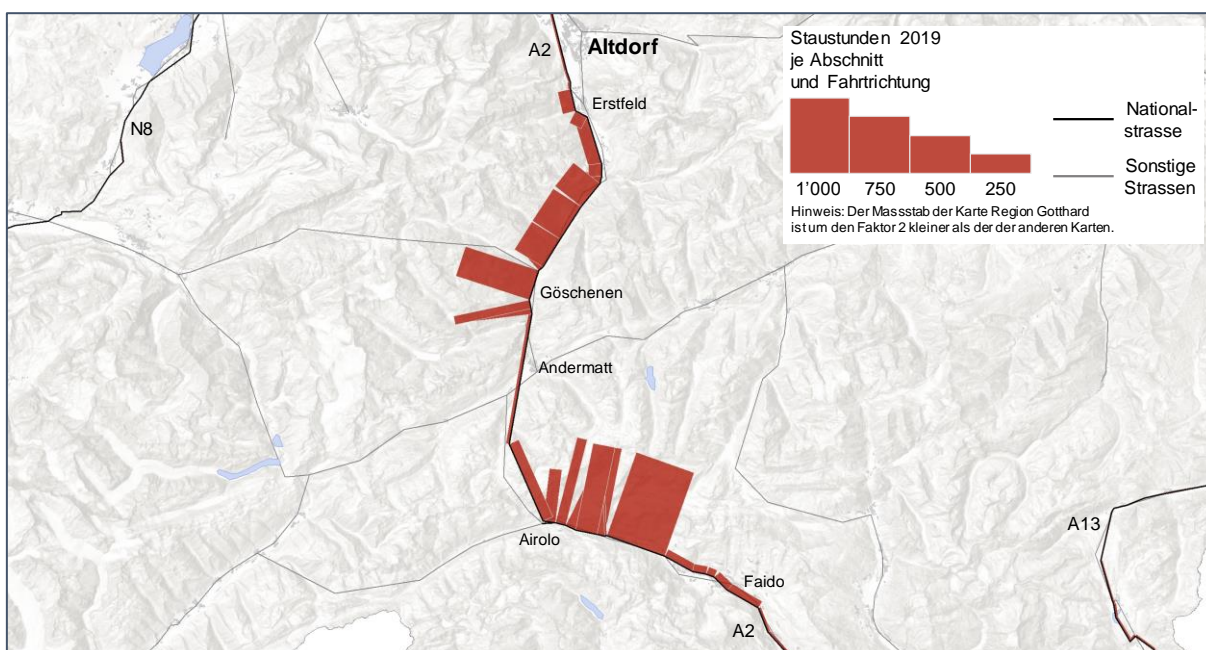 A2
Altdorf
Erstfeld
N8
Göschenen
Andermatt
Airolo
Faido
A2
A13
Staustunden 2019
je Abschnitt
und Fahrtrichtung
1’000 750 500 250
Hinweis: Der Massstab der Karte Region Gotthard
ist um den Faktor 2 kleiner als der der anderen Karten.
National-
strasse
Sonstige
Strassen